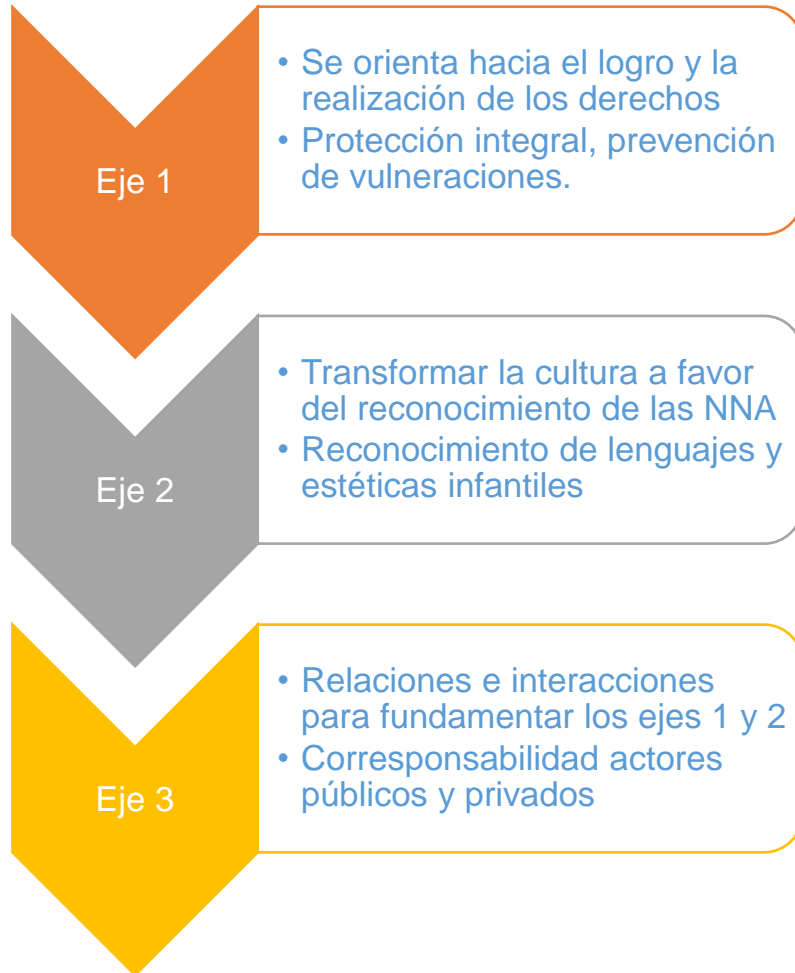 Eje 1
• Se orienta hacia el logro y la
realización de los derechos
• Protección integral, prevención
de vulneraciones.
Eje 2
• Transformar la cultura a favor
del reconocimiento de las NNA
• Reconocimiento de lenguajes y
estéticas infantiles
Eje 3
• Relaciones e interacciones
para fundamentar los ejes 1 y 2
• Corresponsabilidad actores
públicos y privados